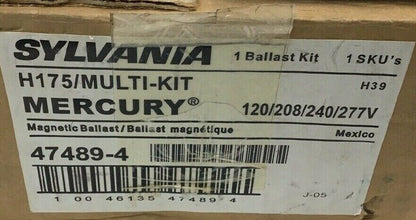 SYLVANIA 1 Ballast Kit 1 SKU's
H175/MULTI-KIT H39
MERCURY® 120/208/240/277V
Magnetic Ballast/Ballast magnétique Mexico
47489-4
1 00 46135 47489 4 J-05